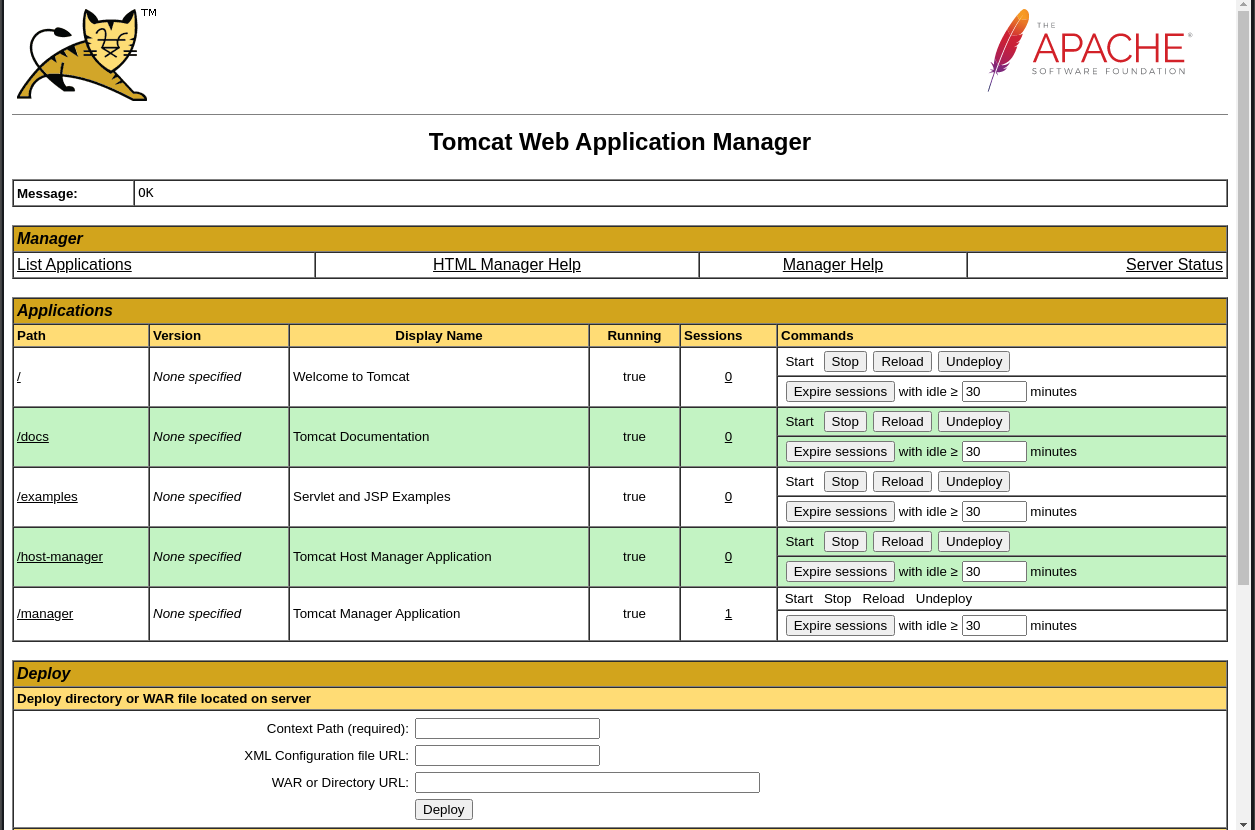 TM
THE
APACHE®
SOFTWARE FOUNDATION
Tomcat Web Application Manager
Message: OK
Manager
List Applications HTML Manager Help Manager Help Server Status
Applications
Path Version Display Name Running Sessions Commands
/ None specified Welcome to Tomcat true 0 Start Stop Reload Undeploy
Expire sessions with idle ≥ 30 minutes
/docs None specified Tomcat Documentation true 0 Start Stop Reload Undeploy
Expire sessions with idle ≥ 30 minutes
/examples None specified Servlet and JSP Examples true 0 Start Stop Reload Undeploy
Expire sessions with idle ≥ 30 minutes
/host-manager None specified Tomcat Host Manager Application true 0 Start Stop Reload Undeploy
Expire sessions with idle ≥ 30 minutes
/manager None specified Tomcat Manager Application true 1 Start Stop Reload Undeploy
Expire sessions with idle ≥ 30 minutes
Deploy
Deploy directory or WAR file located on server
Context Path (required):
XML Configuration file URL:
WAR or Directory URL:
Deploy